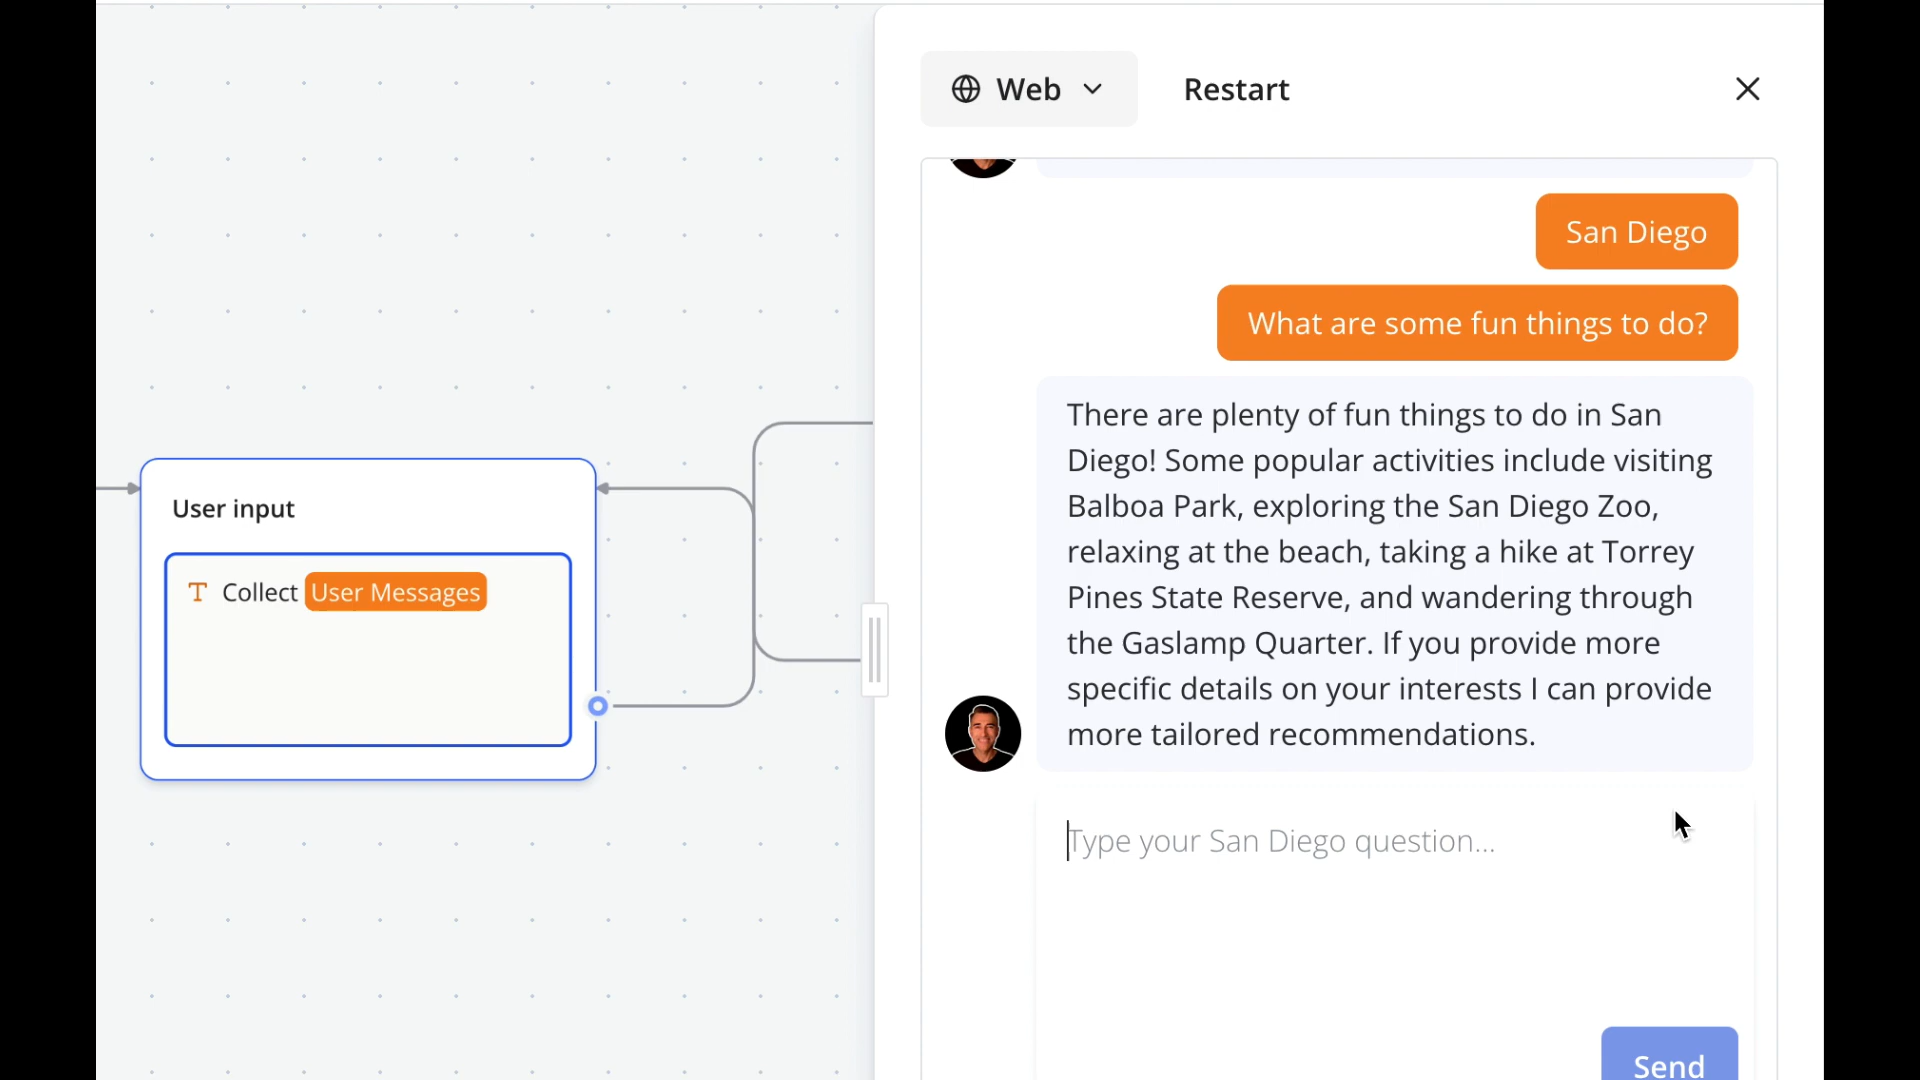 Web
Restart
San Diego
What are some fun things to do?
There are plenty of fun things to do in San
Diego! Some popular activities include visiting
Balboa Park, exploring the San Diego Zoo,
relaxing at the beach, taking a hike at Torrey
Pines State Reserve, and wandering through
the Gaslamp Quarter. If you provide more
specific details on your interests I can provide
more tailored recommendations.
Type your San Diego question...
Send
User input
Collect User Messages